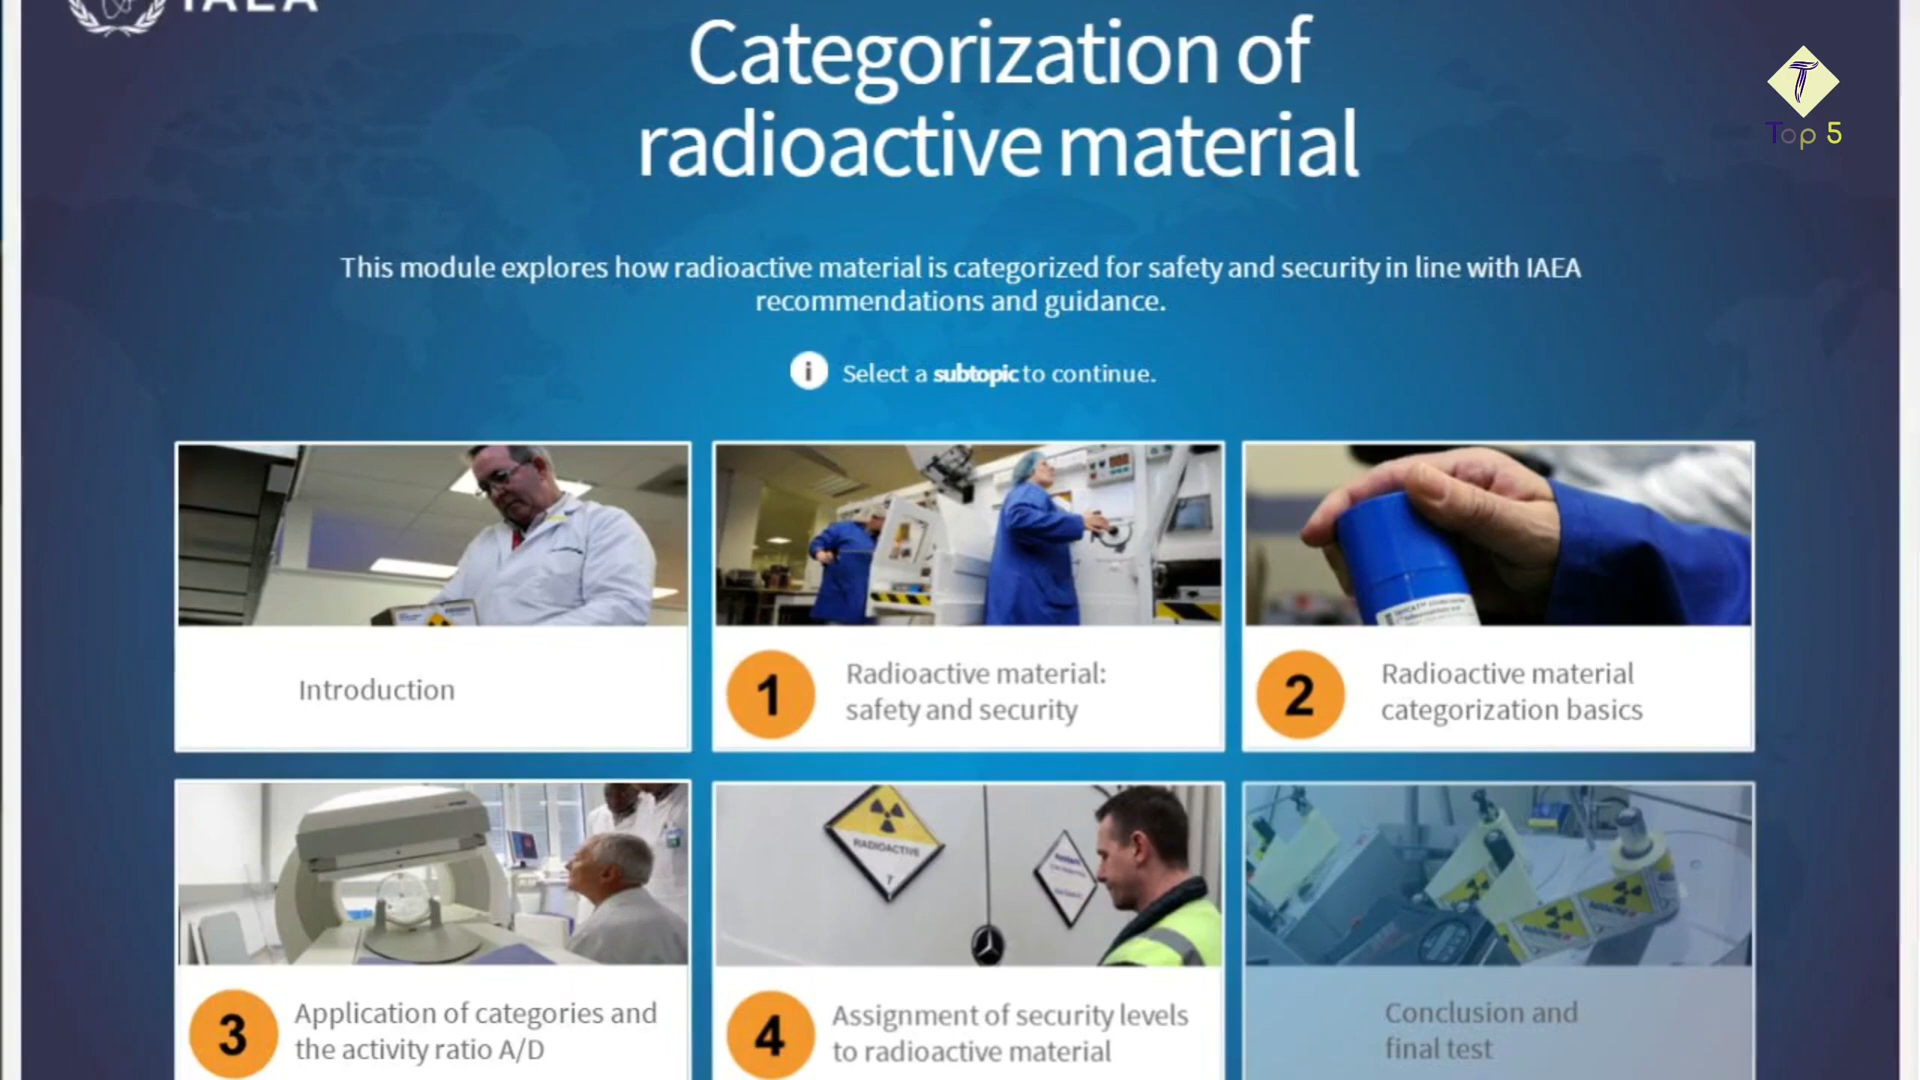 IAEA
Categorization of
radioactive material
Top 5
This module explores how radioactive material is categorized for safety and security in line with IAEA
recommendations and guidance.
i Select a subtopic to continue.
Introduction
1 Radioactive material:
safety and security
2 Radioactive material
categorization basics
RADIOACTIVE
7
3 Application of categories and
the activity ratio A/D
4 Assignment of security levels
to radioactive material
Conclusion and
final test